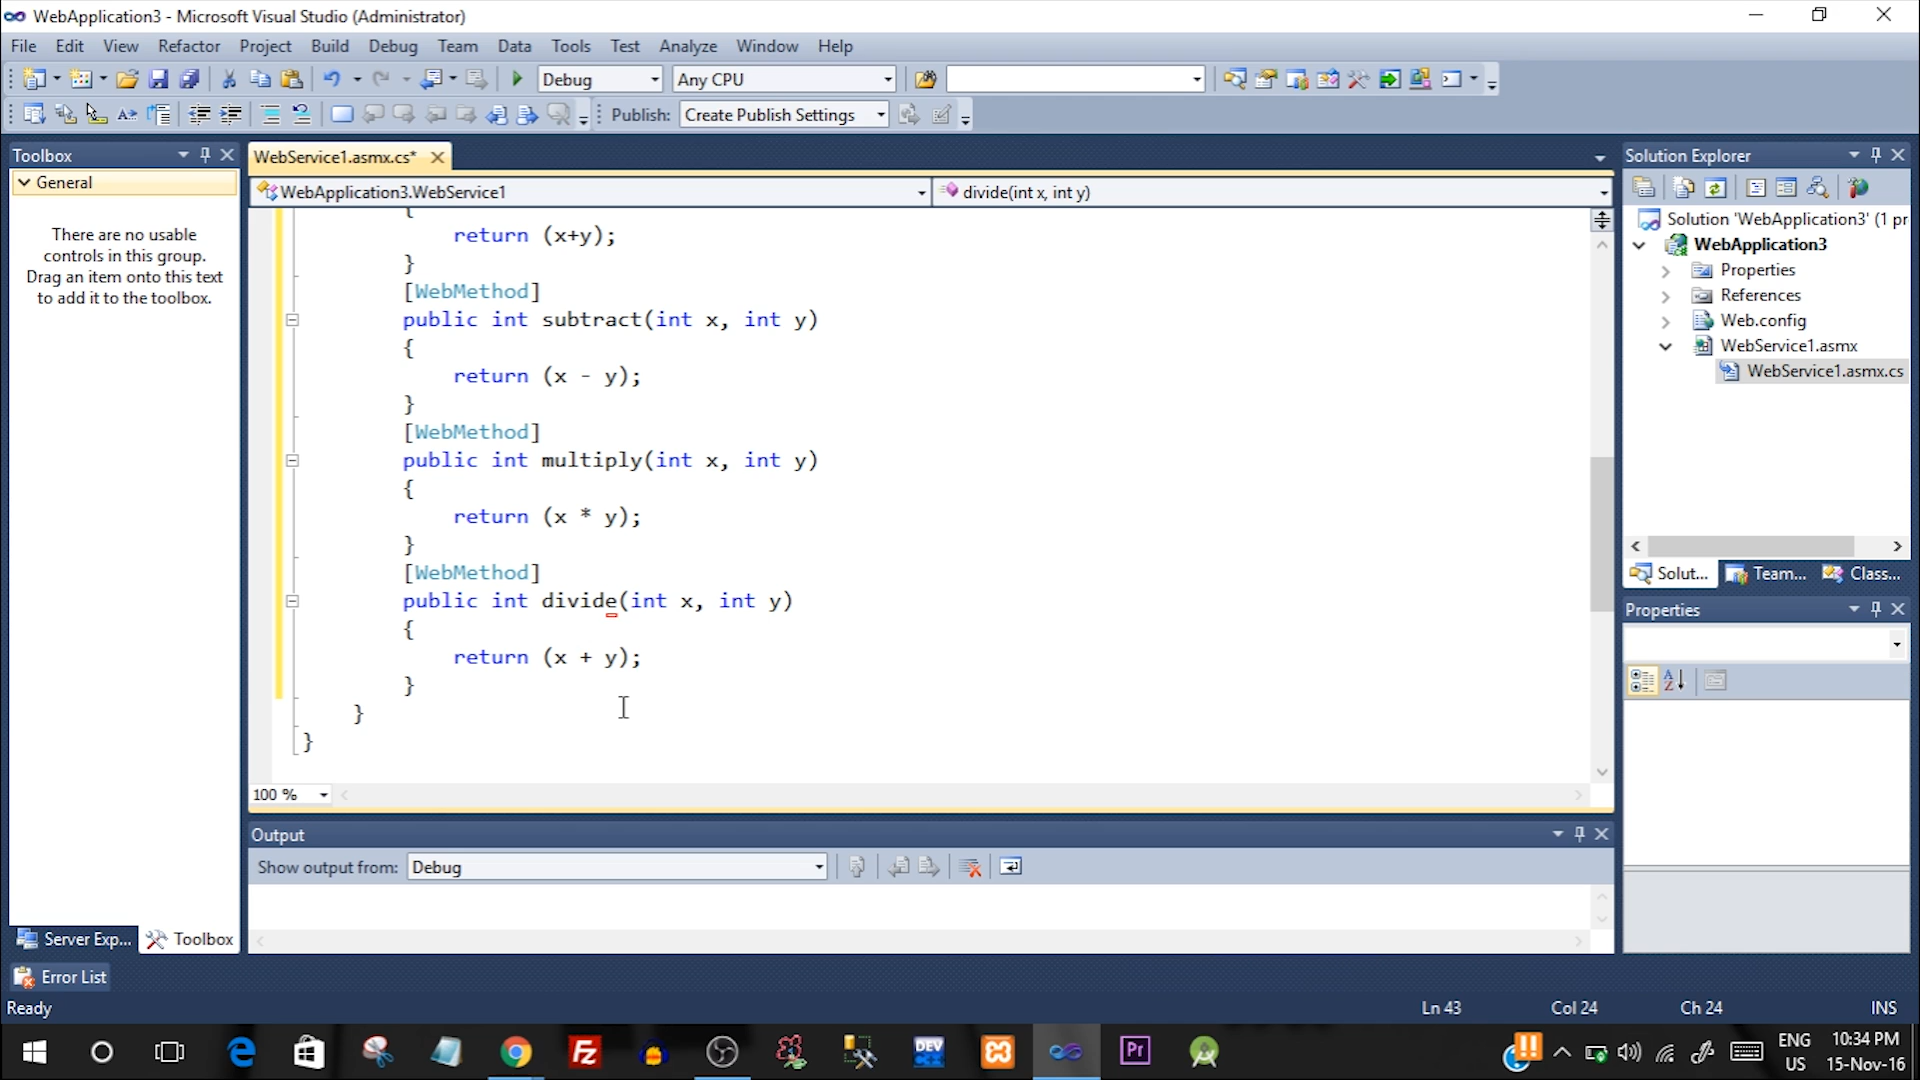 WebApplication3 - Microsoft Visual Studio (Administrator)
File Edit View Refactor Project Build Debug Team Data Tools Test Analyze Window Help
Debug Any CPU
Publish: Create Publish Settings
Toolbox
General
There are no usable
controls in this group.
Drag an item onto this text
to add it to the toolbox.
Server Exp... Toolbox
WebService1.asmx.cs*
WebApplication3.WebService1 divide(int x, int y)
{
return (x+y);
}
[WebMethod]
public int subtract(int x, int y)
{
return (x - y);
}
[WebMethod]
public int multiply(int x, int y)
{
return (x * y);
}
[WebMethod]
public int divide(int x, int y)
{
return (x + y);
}
}
}
100 %
Output
Show output from: Debug
Solution Explorer
Solution 'WebApplication3' (1 pr
WebApplication3
Properties
References
Web.config
WebService1.asmx
WebService1.asmx.cs
Solut... Team... Class...
Properties
Error List
Ready Ln 43 Col 24 Ch 24 INS
DEV
Fz
Pr
ENG
US
10:34 PM
15-Nov-16